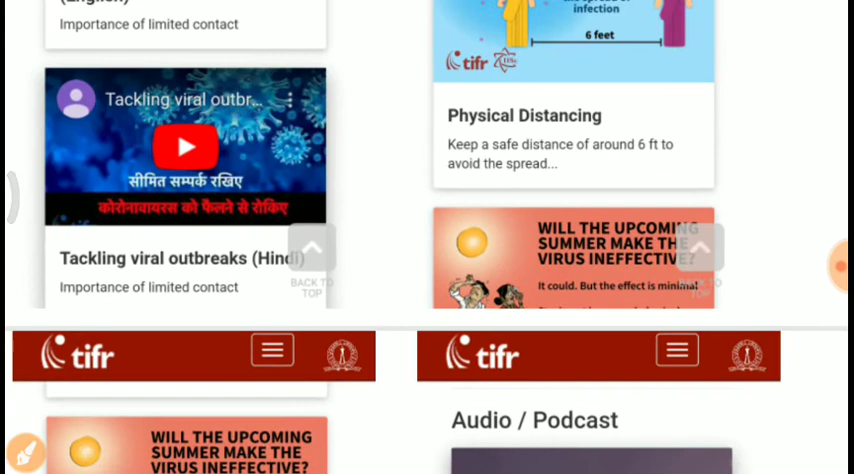 Importance of limited contact
Tackling viral outbr...
सीमित सम्पर्क रखिए
कोरोनावायरस को फैलने से रोकिए
Tackling viral outbreaks (Hindi)
Importance of limited contact
BACK TO
TOP
infection
6 feet
tifr
Physical Distancing
Keep a safe distance of around 6 ft to
avoid the spread...
WILL THE UPCOMING
SUMMER MAKE THE
VIRUS INEFFECTIVE?
It could. But the effect is minimal
BACK TO
TOP
tifr
WILL THE UPCOMING
SUMMER MAKE THE
VIRUS INEFFECTIVE?
tifr
Audio / Podcast